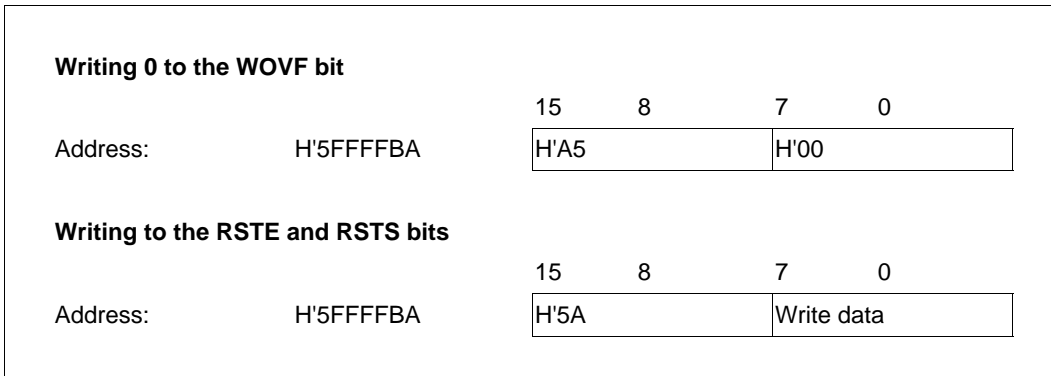 Writing 0 to the WOVF bit
15 8 7 0
Address: H'5FFFFBA H'A5 H'00
Writing to the RSTE and RSTS bits
15 8 7 0
Address: H'5FFFFBA H'5A Write data